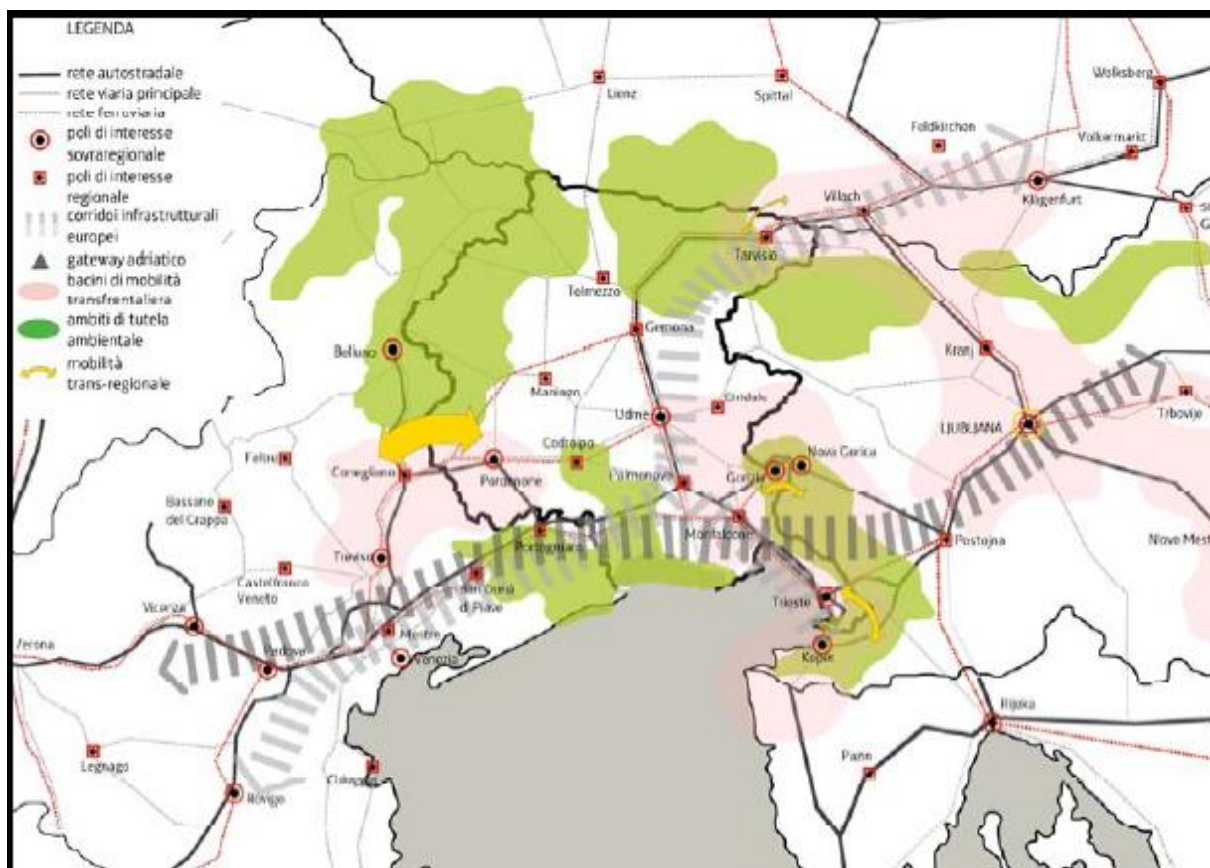 LEGENDA
rete autostradale
rete viaria principale
rete ferroviaria
poli di interesse
sovraregionale
poli di interesse
regionale
corridoi infrastrutturali
europei
gateway adriatico
bacini di mobilità
transfrontaliera
ambiti di tutela
ambientale
mobilità
trans-regionale
Lienz
Spittal
Wolksberg
Feldkirchen
Volkermarkt
Klagenfurt
Villach
Tarvisio
Tolmezzo
Gemona
Kranj
Belluno
Maniago
Cividale
Udine
Trbovlje
LJUBLJANA
Codroipo
Nova Gorica
Feltre
Conegliano
Pordenone
Palmanova
Gorizia
Bassano
del Grappa
Portogruaro
Monfalcone
Postojna
Novo Mest
Treviso
Castelfranco
Veneto
San Donà
di Piave
Trieste
Vicenza
Mestre
Verona
Padova
Venezia
Koper
Rijeka
Legnago
Pazin
Chioggia
Rovigo